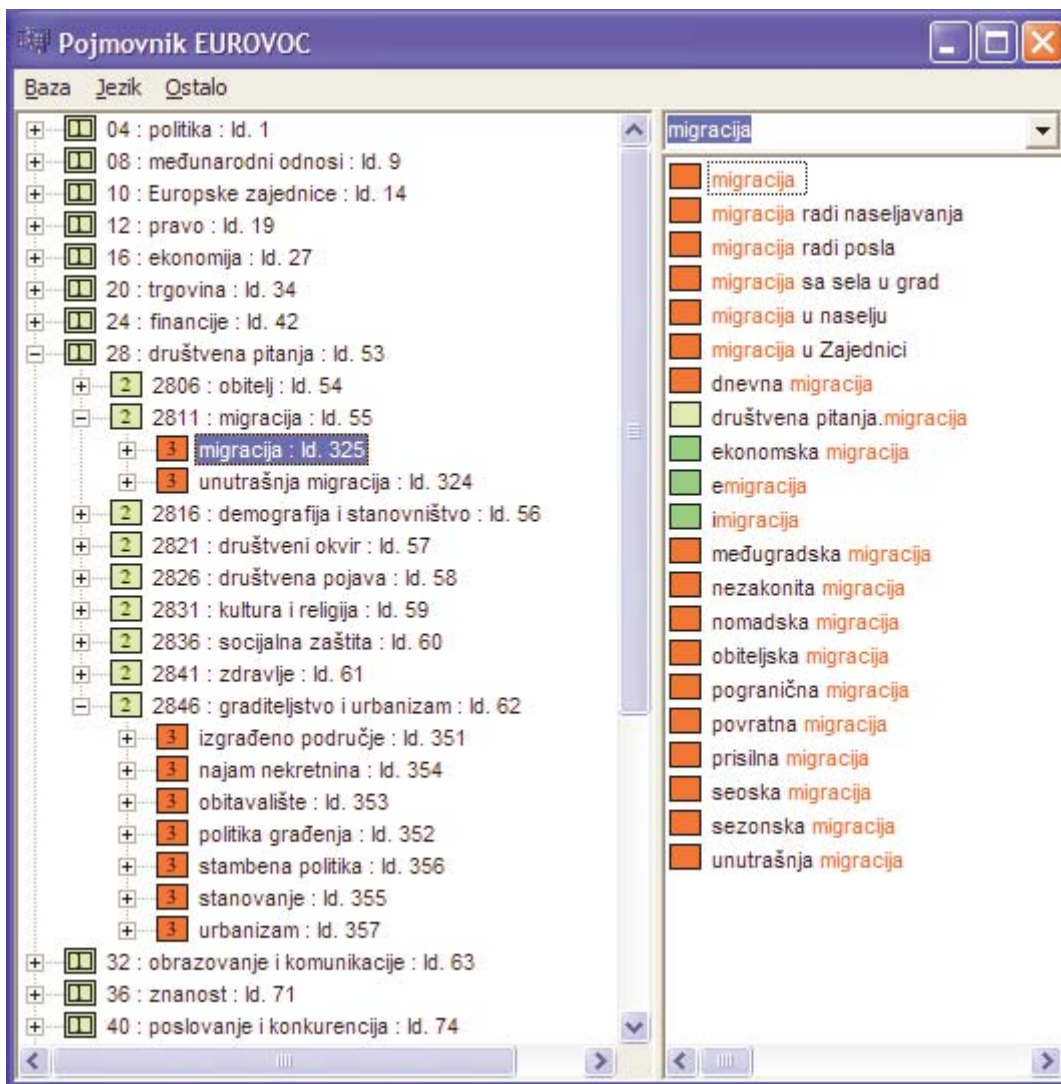 Pojmovnik EUROVOC
Baza Jezik Ostalo
04 : politika : Id. 1
08 : međunarodni odnosi : Id. 9
10 : Europske zajednice : Id. 14
12 : pravo : Id. 19
16 : ekonomija : Id. 27
20 : trgovina : Id. 34
24 : financije : Id. 42
28 : društvena pitanja : Id. 53
2 2806 : obitelj : Id. 54
2 2811 : migracija : Id. 55
3 migracija : Id. 325
3 unutrašnja migracija : Id. 324
2 2816 : demografija i stanovništvo : Id. 56
2 2821 : društveni okvir : Id. 57
2 2826 : društvena pojava : Id. 58
2 2831 : kultura i religija : Id. 59
2 2836 : socijalna zaštita : Id. 60
2 2841 : zdravlje : Id. 61
2 2846 : graditeljstvo i urbanizam : Id. 62
3 izgrađeno područje : Id. 351
3 najam nekretnina : Id. 354
3 obitavalište : Id. 353
3 politika građenja : Id. 352
3 stambena politika : Id. 356
3 stanovanje : Id. 355
3 urbanizam : Id. 357
32 : obrazovanje i komunikacije : Id. 63
36 : znanost : Id. 71
40 : poslovanje i konkurencija : Id. 74
migracija
migracija
migracija radi naseljavanja
migracija radi posla
migracija sa sela u grad
migracija u naselju
migracija u Zajednici
dnevna migracija
društvena pitanja.migracija
ekonomska migracija
emigracija
imigracija
međugradska migracija
nezakonita migracija
nomadska migracija
obiteljska migracija
pogranična migracija
povratna migracija
prisilna migracija
seoska migracija
sezonska migracija
unutrašnja migracija